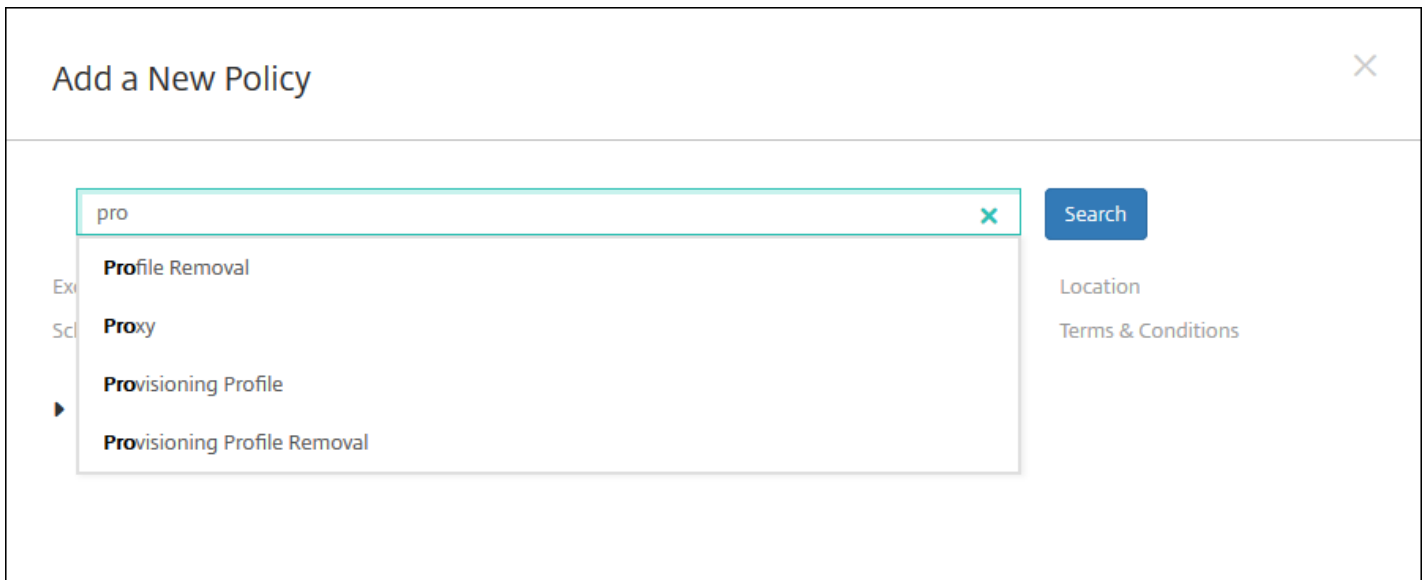 Add a New Policy
pro
Search
Profile Removal
Location
Proxy
Terms & Conditions
Provisioning Profile
Provisioning Profile Removal